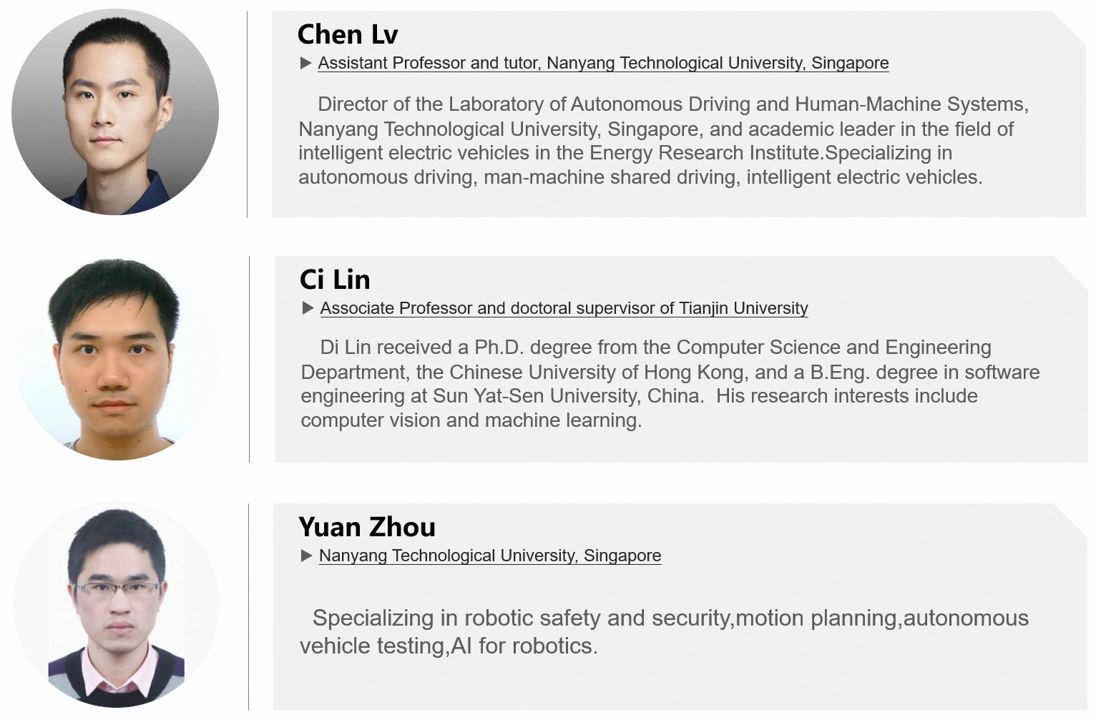 Chen Lv
▶ Assistant Professor and tutor, Nanyang Technological University, Singapore
Director of the Laboratory of Autonomous Driving and Human-Machine Systems,
Nanyang Technological University, Singapore, and academic leader in the field of
intelligent electric vehicles in the Energy Research Institute.Specializing in
autonomous driving, man-machine shared driving, intelligent electric vehicles.
Ci Lin
▶ Associate Professor and doctoral supervisor of Tianjin University
Di Lin received a Ph.D. degree from the Computer Science and Engineering
Department, the Chinese University of Hong Kong, and a B.Eng. degree in software
engineering at Sun Yat-Sen University, China.  His research interests include
computer vision and machine learning.
Yuan Zhou
▶ Nanyang Technological University, Singapore
Specializing in robotic safety and security,motion planning,autonomous
vehicle testing,AI for robotics.